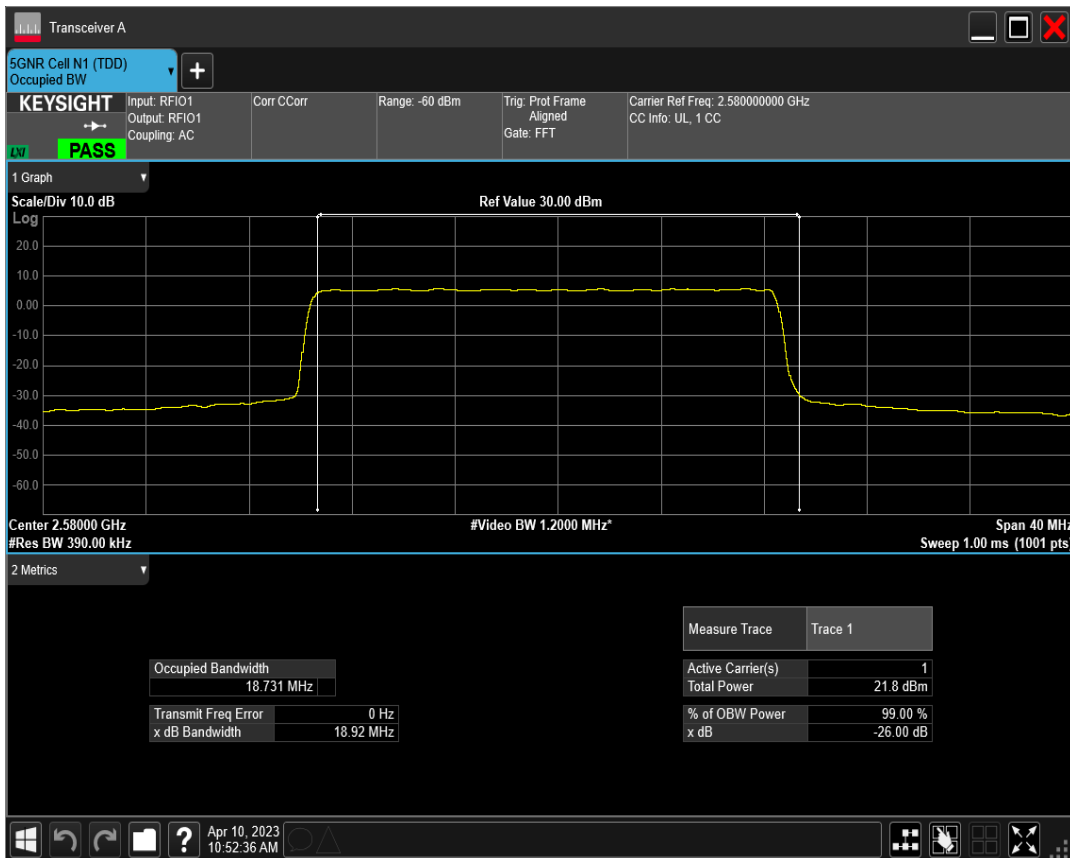 Transceiver A
5GNR Cell N1 (TDD)
Occupied BW
+
KEYSIGHT
LXI
PASS
Input: RFIO1
Output: RFIO1
Coupling: AC
Corr CCorr
Range: -60 dBm
Trig: Prot Frame
Aligned
Gate: FFT
Carrier Ref Freq: 2.580000000 GHz
CC Info: UL, 1 CC
1 Graph
Scale/Div 10.0 dB
Ref Value 30.00 dBm
Log
20.0
10.0
0.00
-10.0
-20.0
-30.0
-40.0
-50.0
-60.0
Center 2.58000 GHz
#Video BW 1.2000 MHz*
Span 40 MHz
#Res BW 390.00 kHz
Sweep 1.00 ms (1001 pts)
2 Metrics
Measure Trace Trace 1
Occupied Bandwidth
18.731 MHz
Active Carrier(s) 1
Total Power 21.8 dBm
Transmit Freq Error 0 Hz
x dB Bandwidth 18.92 MHz
% of OBW Power 99.00 %
x dB -26.00 dB
?
Apr 10, 2023
10:52:36 AM